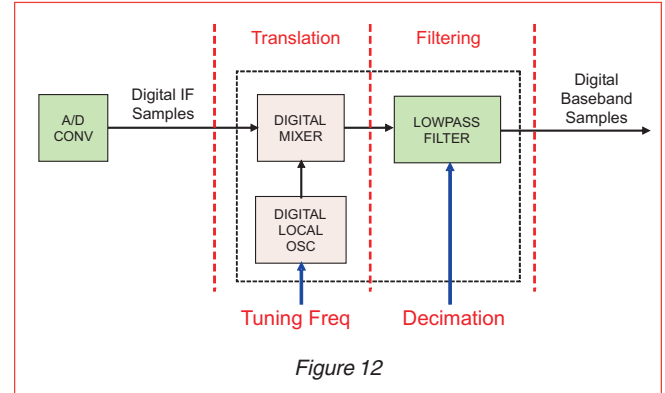 Translation
Filtering
A/D
CONV
Digital IF
Samples
DIGITAL
MIXER
LOWPASS
FILTER
Digital
Baseband
Samples
DIGITAL
LOCAL
OSC
Tuning Freq
Decimation
Figure 12